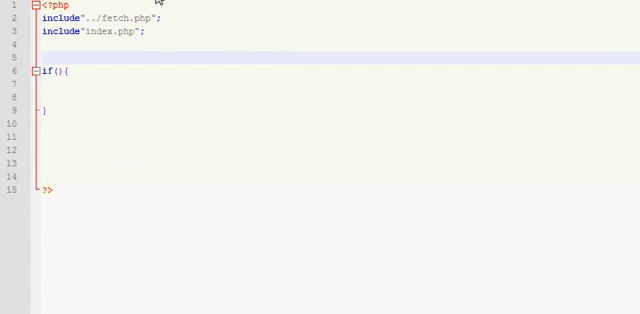 1 <?php
2 include"../fetch.php";
3 include"index.php";
4
5
6 if(){
7
8
9 }
10
11
12
13
14
15 ?>